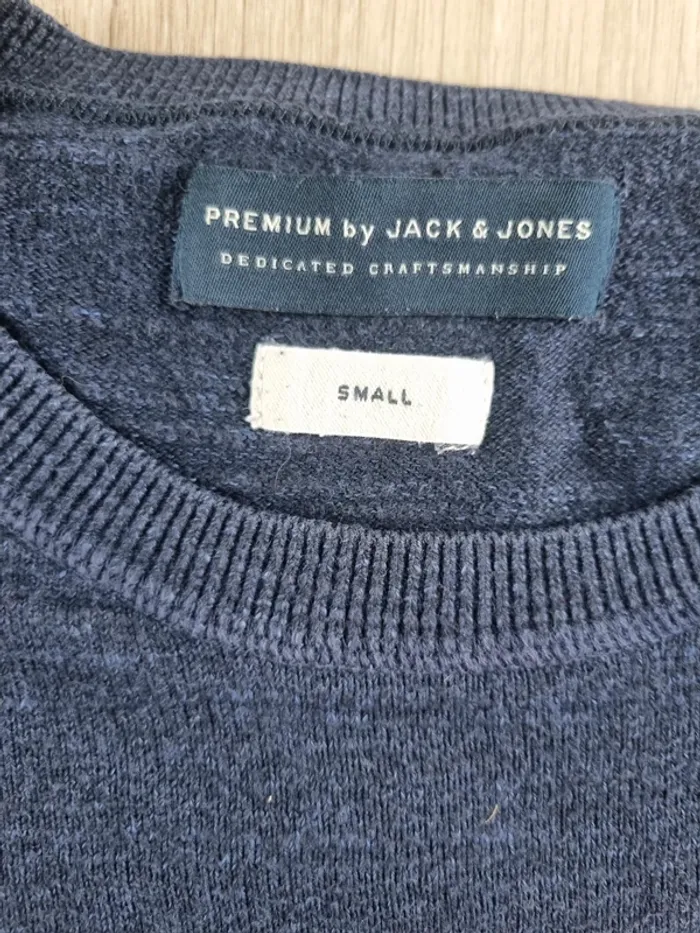 PREMIUM by JACK & JONES
DEDICATED CRAFTSMANSHIP
SMALL